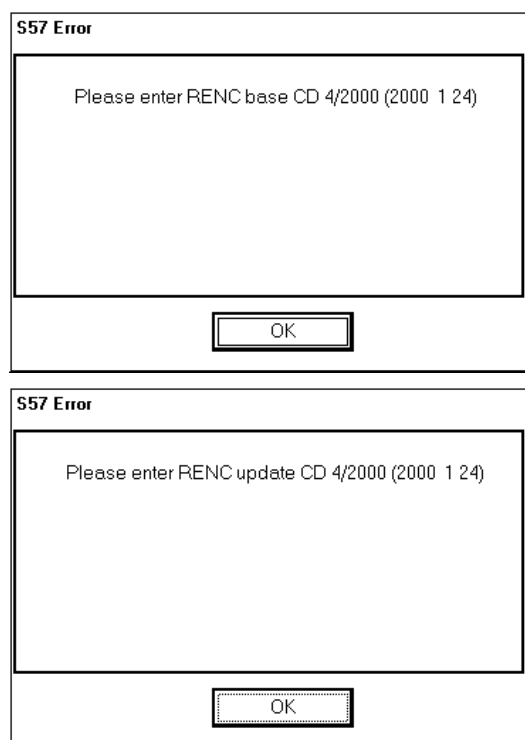 S57 Error
Please enter RENC base CD 4/2000 (2000 1 24)
OK
S57 Error
Please enter RENC update CD 4/2000 (2000 1 24)
OK